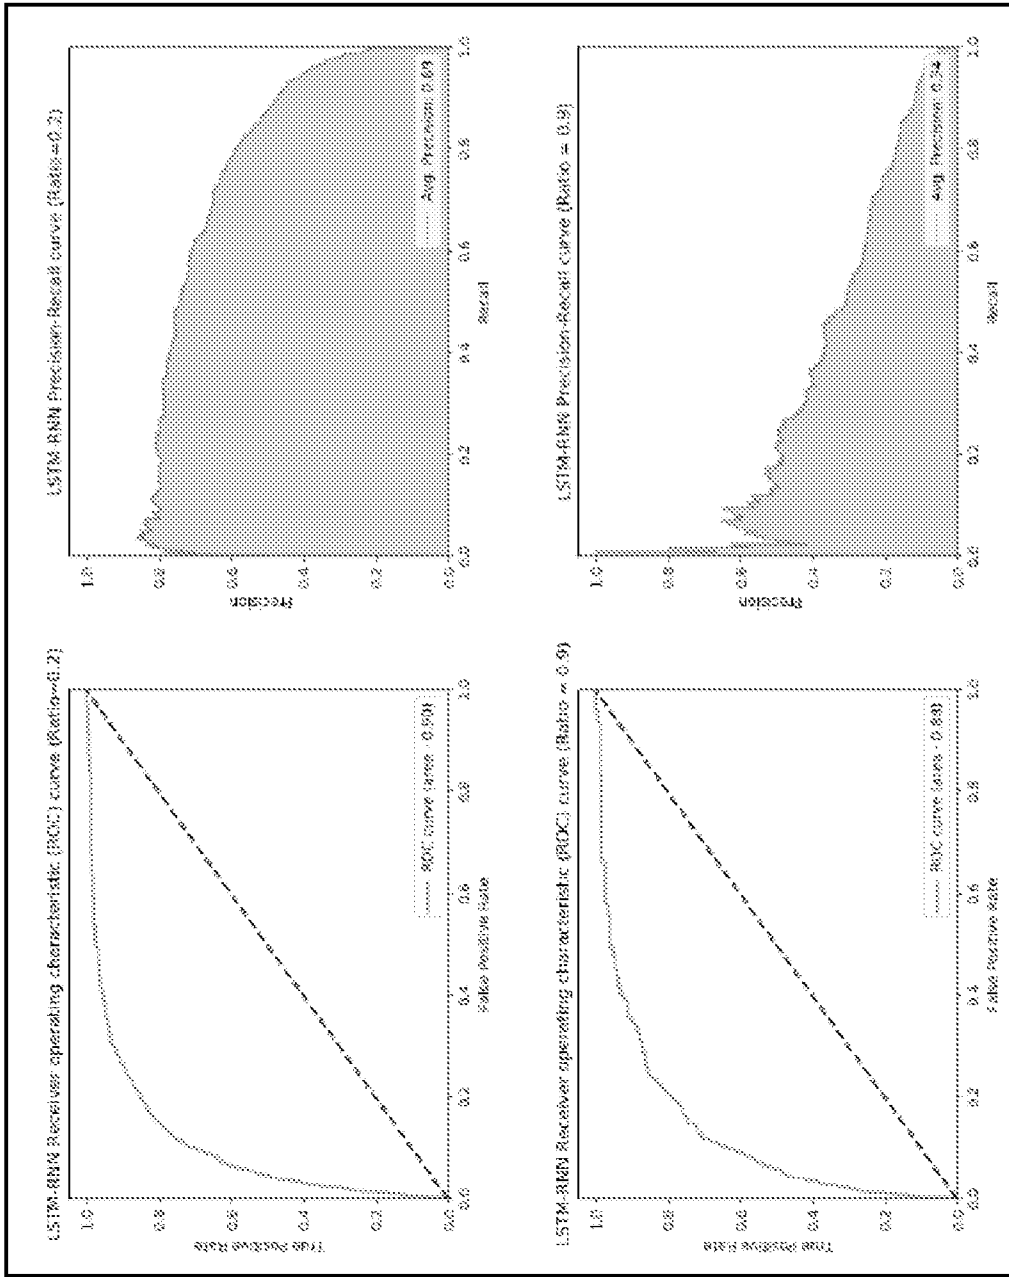 LSTM-RNN Receiver operating characteristic (ROC) curve (Ratio=0.2)
True Positive Rate
1.0
0.8
0.6
0.4
0.2
0.0
0.0 0.2 0.4 0.6 0.8 1.0
False Positive Rate
ROC curve (area = 0.90)
LSTM-RNN Precision-Recall curve (Ratio=0.2)
Precision
1.0
0.8
0.6
0.4
0.2
0.0
0.0 0.2 0.4 0.6 0.8 1.0
Recall
Avg. Precision: 0.69
LSTM-RNN Receiver operating characteristic (ROC) curve (Ratio = 0.9)
True Positive Rate
1.0
0.8
0.6
0.4
0.2
0.0
0.0 0.2 0.4 0.6 0.8 1.0
False Positive Rate
ROC curve (area =
LSTM-RNN Precision-Recall curve (Ratio = 0.9)
Precision
1.0
0.8
0.6
0.4
0.2
0.0
0.0 0.2 0.4 0.6 0.8 1.0
Recall
Avg. Precision: 0.34